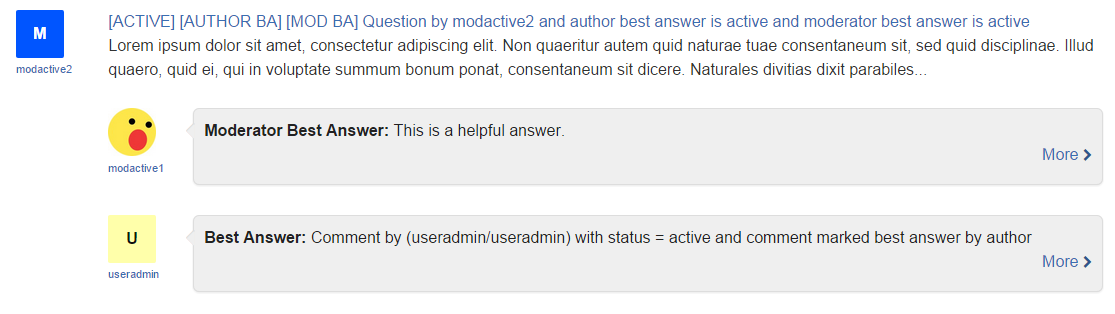 M
modactive2
[ACTIVE] [AUTHOR BA] [MOD BA] Question by modactive2 and author best answer is active and moderator best answer is active
Lorem ipsum dolor sit amet, consectetur adipiscing elit. Non quaeritur autem quid naturae tuae consentaneum sit, sed quid disciplinae. Illud
quaero, quid ei, qui in voluptate summum bonum ponat, consentaneum sit dicere. Naturales divitias dixit parabiles...
modactive1
Moderator Best Answer: This is a helpful answer.
More
U
useradmin
Best Answer: Comment by (useradmin/useradmin) with status = active and comment marked best answer by author
More